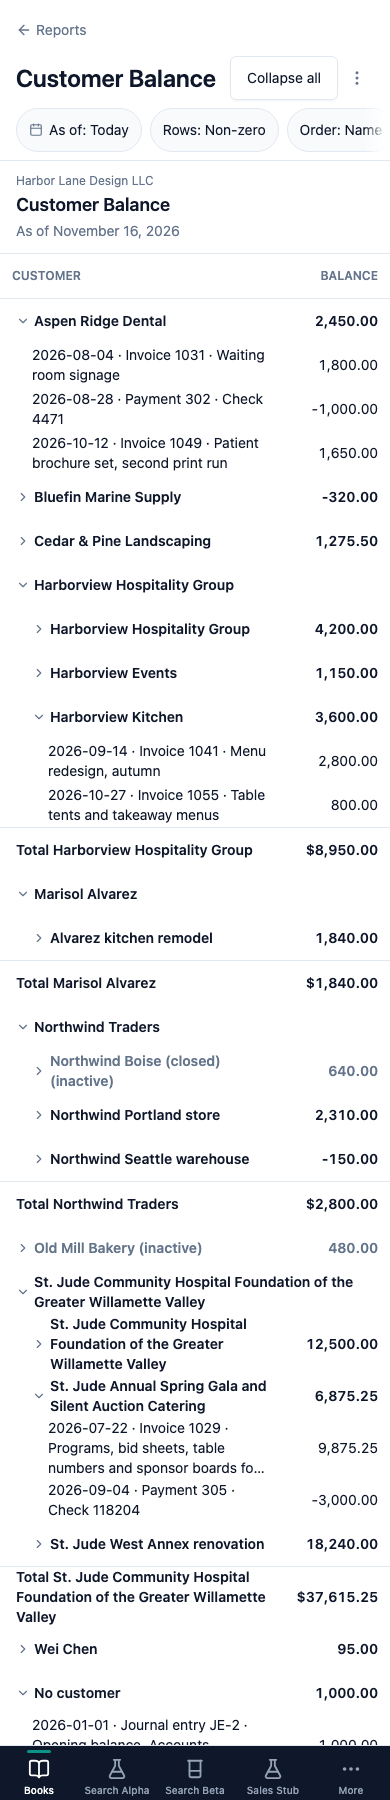 Reports
Customer Balance
Collapse all
As of: Today
Rows: Non-zero
Order: Name
Harbor Lane Design LLC
Customer Balance
As of November 16, 2026
CUSTOMER BALANCE
Aspen Ridge Dental 2,450.00
2026-08-04 · Invoice 1031 · Waiting
room signage 1,800.00
2026-08-28 · Payment 302 · Check
4471 -1,000.00
2026-10-12 · Invoice 1049 · Patient
brochure set, second print run 1,650.00
Bluefin Marine Supply -320.00
Cedar & Pine Landscaping 1,275.50
Harborview Hospitality Group
Harborview Hospitality Group 4,200.00
Harborview Events 1,150.00
Harborview Kitchen 3,600.00
2026-09-14 · Invoice 1041 · Menu
redesign, autumn 2,800.00
2026-10-27 · Invoice 1055 · Table
tents and takeaway menus 800.00
Total Harborview Hospitality Group $8,950.00
Marisol Alvarez
Alvarez kitchen remodel 1,840.00
Total Marisol Alvarez $1,840.00
Northwind Traders
Northwind Boise (closed)
(inactive) 640.00
Northwind Portland store 2,310.00
Northwind Seattle warehouse -150.00
Total Northwind Traders $2,800.00
Old Mill Bakery (inactive) 480.00
St. Jude Community Hospital Foundation of the
Greater Willamette Valley
St. Jude Community Hospital
Foundation of the Greater
Willamette Valley 12,500.00
St. Jude Annual Spring Gala and
Silent Auction Catering 6,875.25
2026-07-22 · Invoice 1029 ·
Programs, bid sheets, table
numbers and sponsor boards fo... 9,875.25
2026-09-04 · Payment 305 ·
Check 118204 -3,000.00
St. Jude West Annex renovation 18,240.00
Total St. Jude Community Hospital
Foundation of the Greater Willamette
Valley $37,615.25
Wei Chen 95.00
No customer 1,000.00
2026-01-01 · Journal entry JE-2 ·
Opening balance, Accounts 1,000.00
Books
Search Alpha
Search Beta
Sales Stub
More